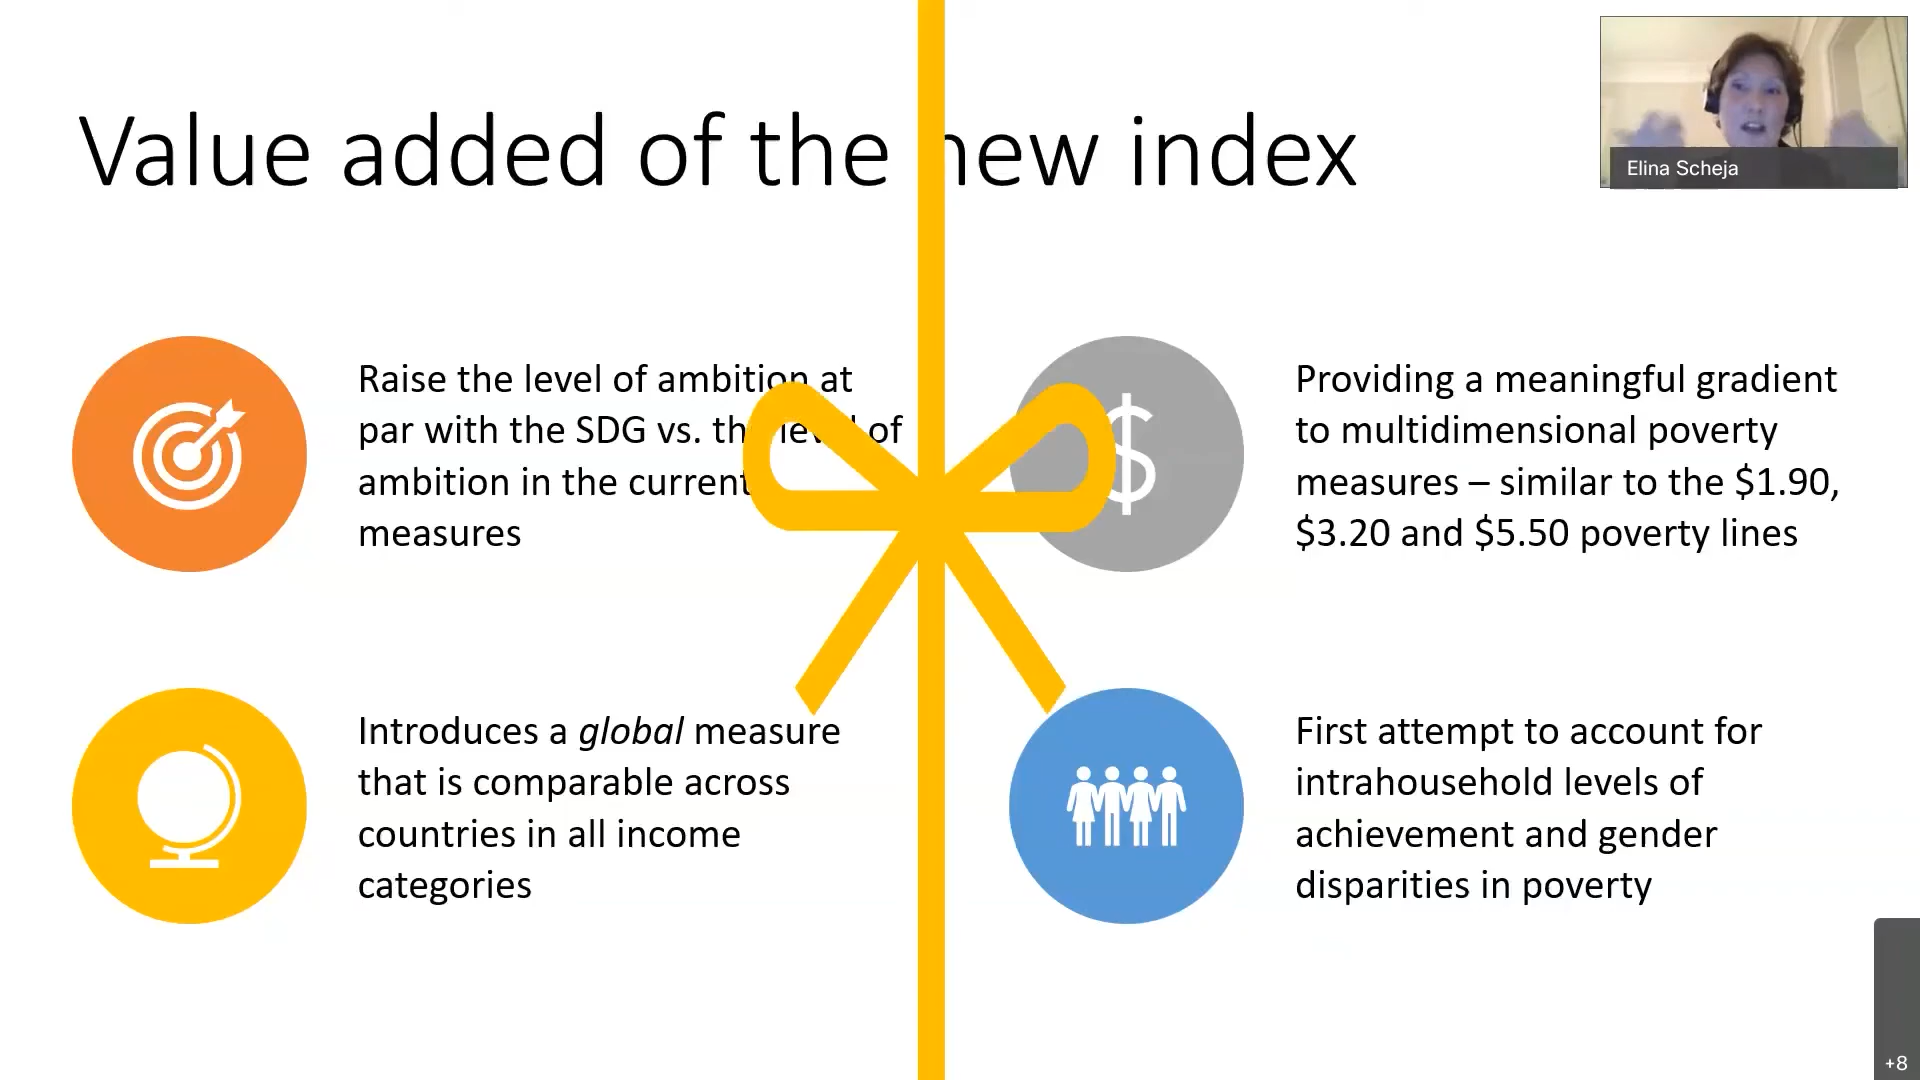 Value added of the new index
Elina Scheja
Raise the level of ambition at
par with the SDG vs. the level of
ambition in the current
measures
Providing a meaningful gradient
to multidimensional poverty
measures – similar to the $1.90,
$3.20 and $5.50 poverty lines
Introduces a global measure
that is comparable across
countries in all income
categories
First attempt to account for
intrahousehold levels of
achievement and gender
disparities in poverty
+8